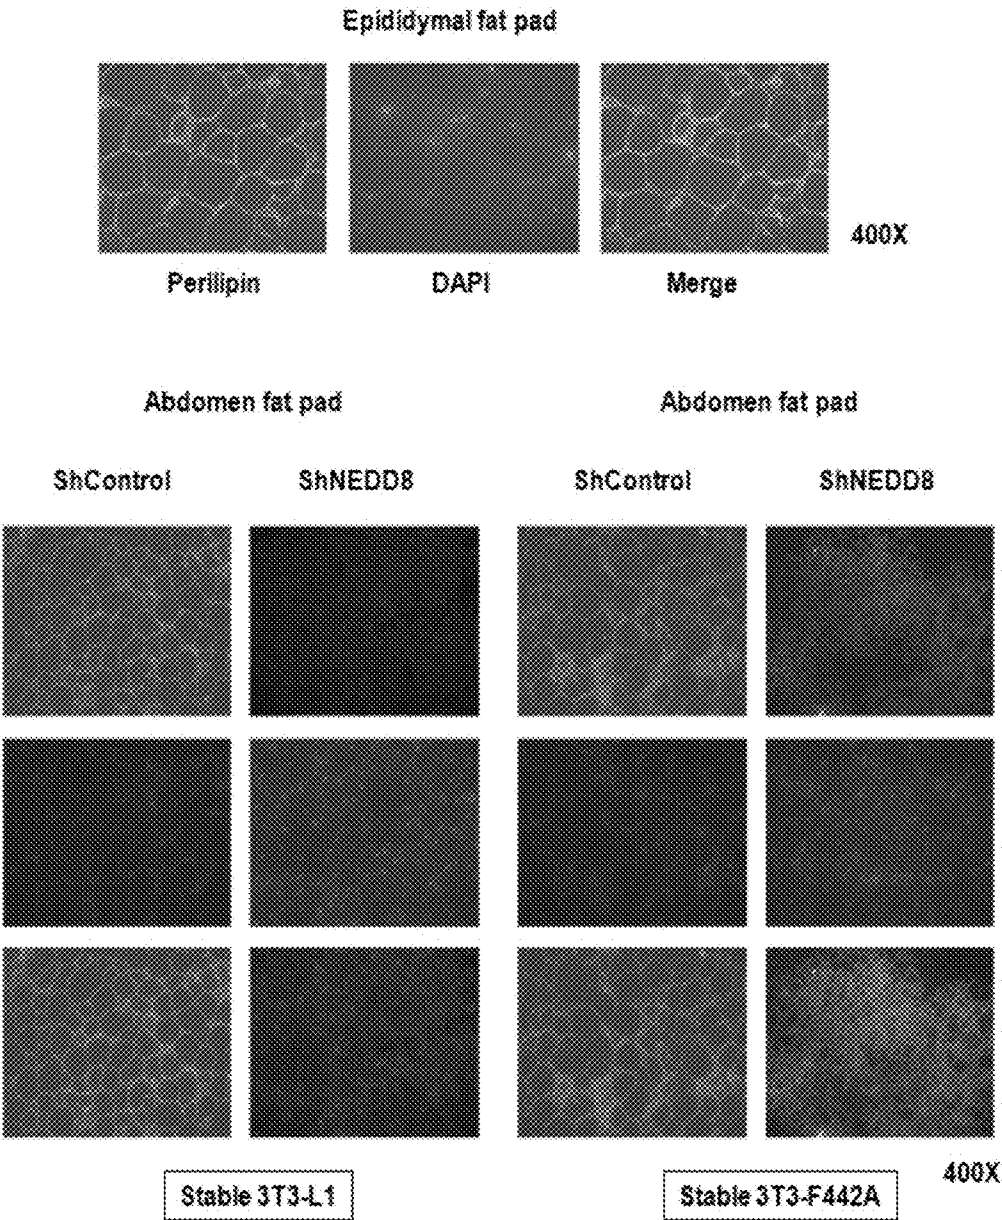 Epididymal fat pad
400X
Perilipin DAPI Merge
Abdomen fat pad Abdomen fat pad
ShControl ShNEDD8 ShControl ShNEDD8
400X
Stable 3T3-L1 Stable 3T3-F442A